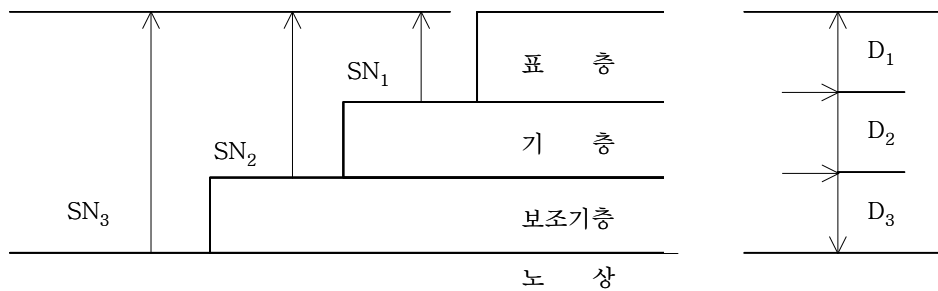 표 층
D₁
SN₁
기 층
D₂
SN₂
보조기층
D₃
SN₃
노 상